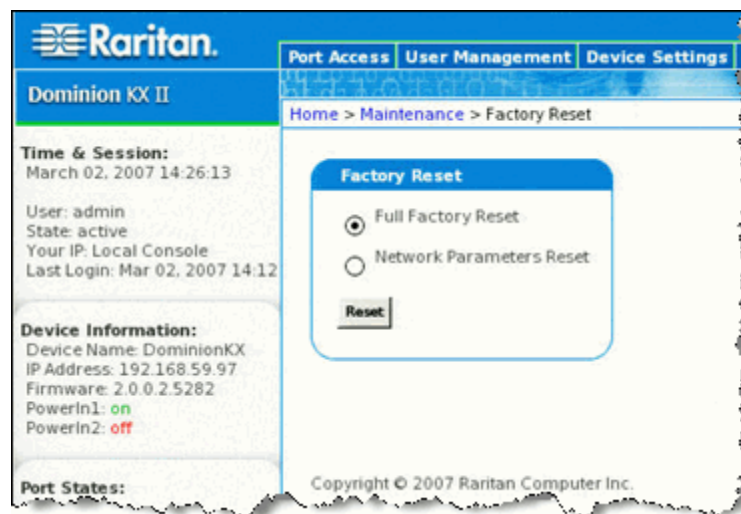 Raritan.
Port Access User Management Device Settings
Dominion KX II
Home > Maintenance > Factory Reset
Time & Session:
March 02, 2007 14:26:13
User: admin
State: active
Your IP: Local Console
Last Login: Mar 02, 2007 14:12
Device Information:
Device Name: DominionKX
IP Address: 192.168.59.97
Firmware: 2.0.0.2.5282
PowerIn1: on
PowerIn2: off
Port States:
Factory Reset
Full Factory Reset
Network Parameters Reset
Reset
Copyright © 2007 Raritan Computer Inc.